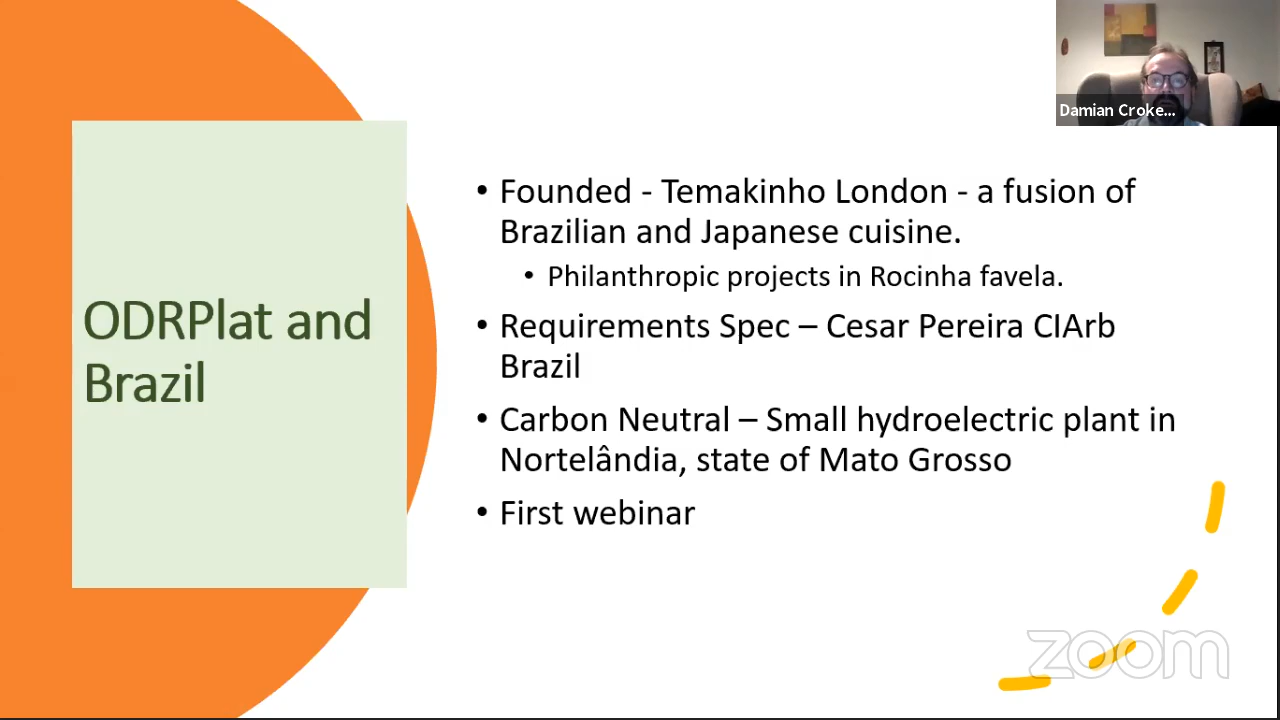 Damian Croke...
ODRPlat and
Brazil
• Founded - Temakinho London - a fusion of
Brazilian and Japanese cuisine.
• Philanthropic projects in Rocinha favela.
• Requirements Spec – Cesar Pereira CIArb
Brazil
• Carbon Neutral – Small hydroelectric plant in
Nortelândia, state of Mato Grosso
• First webinar
zoom